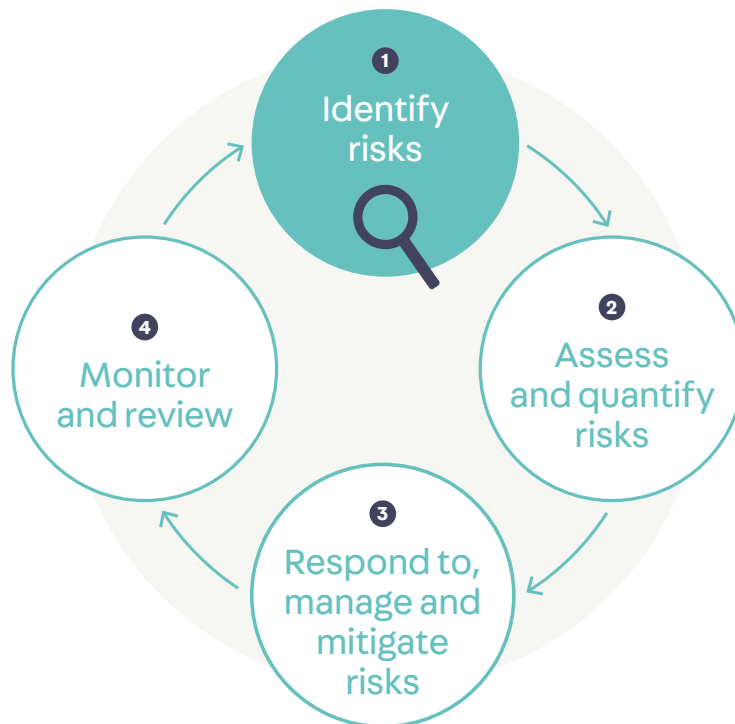 1
Identify
risks
2
Assess
and quantify
risks
3
Respond to,
manage and
mitigate
risks
4
Monitor
and review